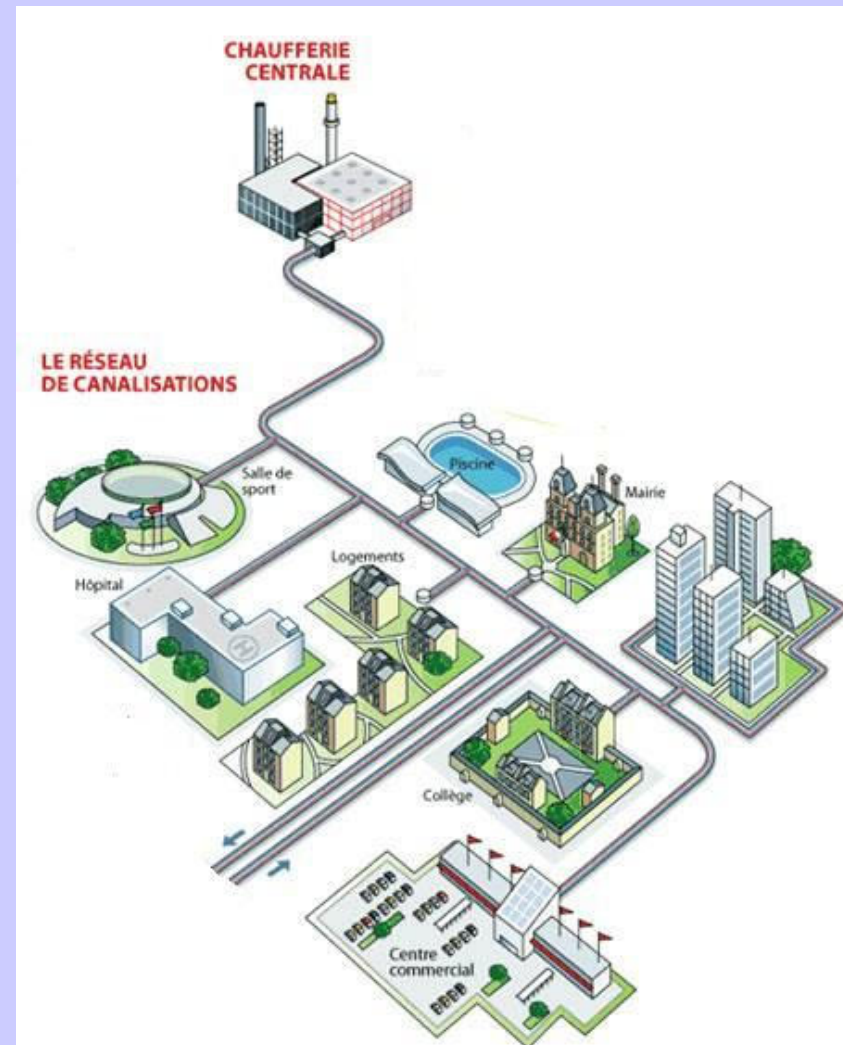 CHAUFFERIE
CENTRALE
LE RÉSEAU
DE CANALISATIONS
Salle de
sport
Piscine
Mairie
Hôpital
Logements
Collège
Centre
commercial